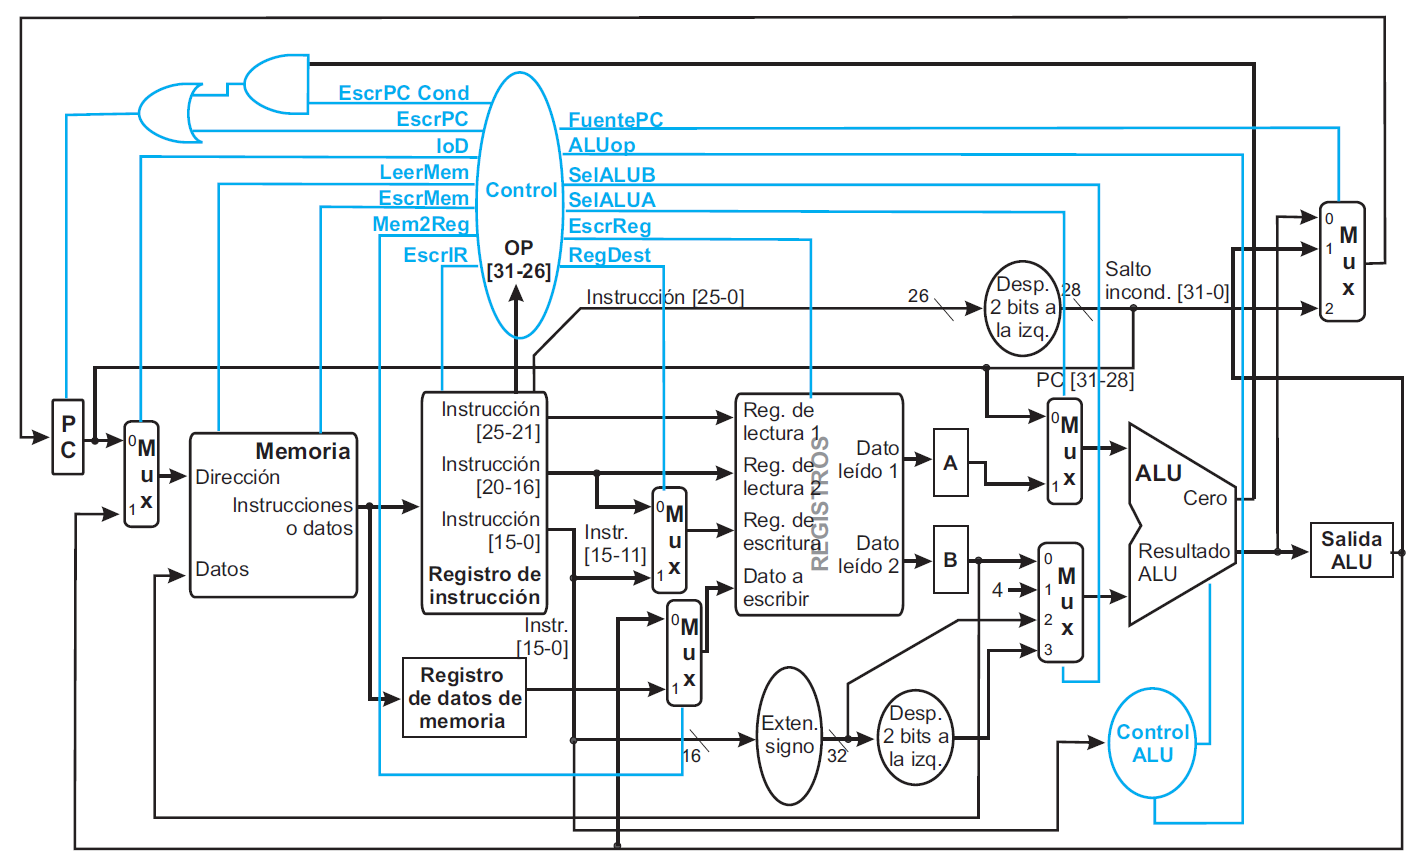 EscrPC Cond
EscrPC
IoD
LeerMem
EscrMem
Mem2Reg
EscrIR
Control
OP
[31-26]
FuentePC
ALUop
SelALUB
SelALUA
EscrReg
RegDest
Instrucción [25-0]
26
Desp.
2 bits a
la izq.
28
Salto
incond. [31-0]
0
1
2
M
u
x
PC [31-28]
P
C
0
1
M
u
x
Memoria
Dirección
Instrucciones
o datos
Datos
Instrucción
[25-21]
Instrucción
[20-16]
Instrucción
[15-0]
Registro de
instrucción
Instr.
[15-11]
Instr.
[15-0]
0
1
M
u
x
Registro
de datos de
memoria
0
1
M
u
x
REGISTROS
Reg. de
lectura 1
Reg. de
lectura 2
Reg. de
escritura
Dato a
escribir
Dato
leído 1
Dato
leído 2
A
B
0
1
M
u
x
4
0
1
2
3
M
u
x
ALU
Cero
Resultado
ALU
Salida
ALU
16
Exten.
signo
32
Desp.
2 bits a
la izq.
Control
ALU